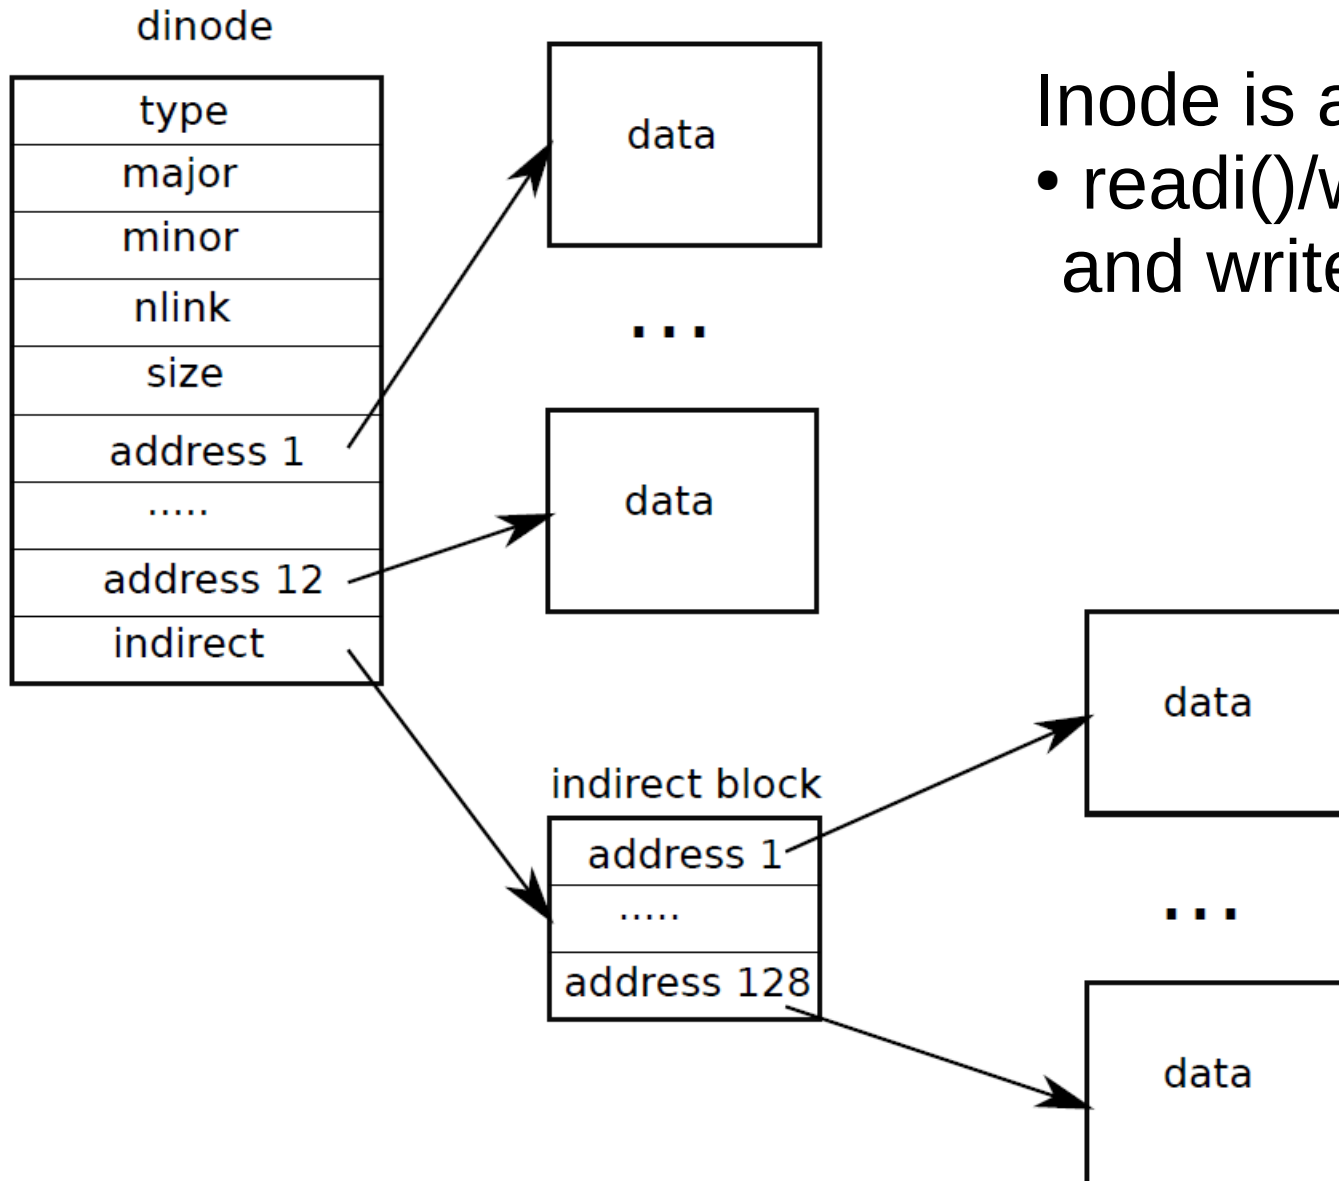 dinode
type
major
minor
nlink
size
address 1
.....
address 12
indirect
data
...
data
indirect block
address 1
.....
address 128
Inode is a
• readi()/w
and write
data
...
data